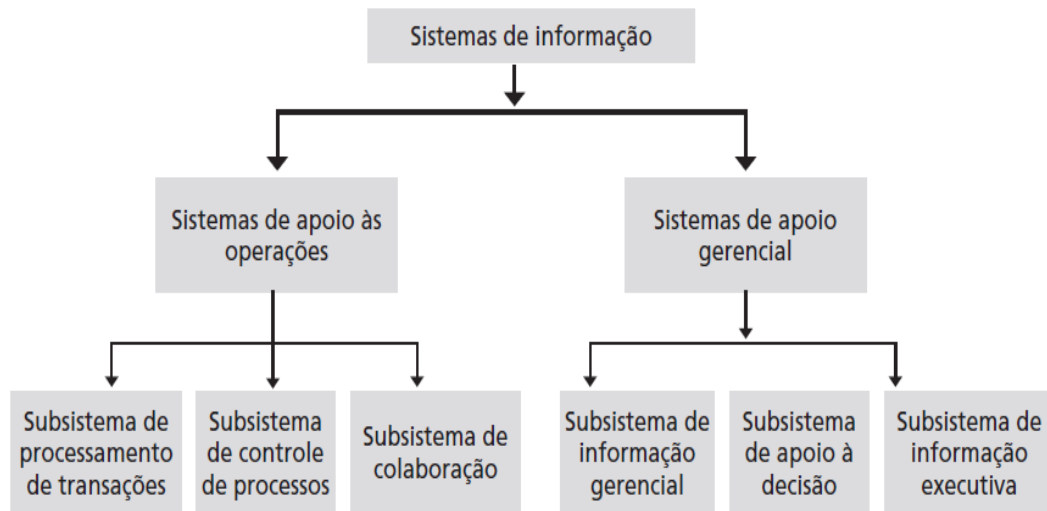 Sistemas de informação
Sistemas de apoio às
operações
Sistemas de apoio
gerencial
Subsistema de
processamento
de transações
Subsistema
de controle
de processos
Subsistema de
colaboração
Subsistema de
informação
gerencial
Subsistema
de apoio à
decisão
Subsistema de
informação
executiva